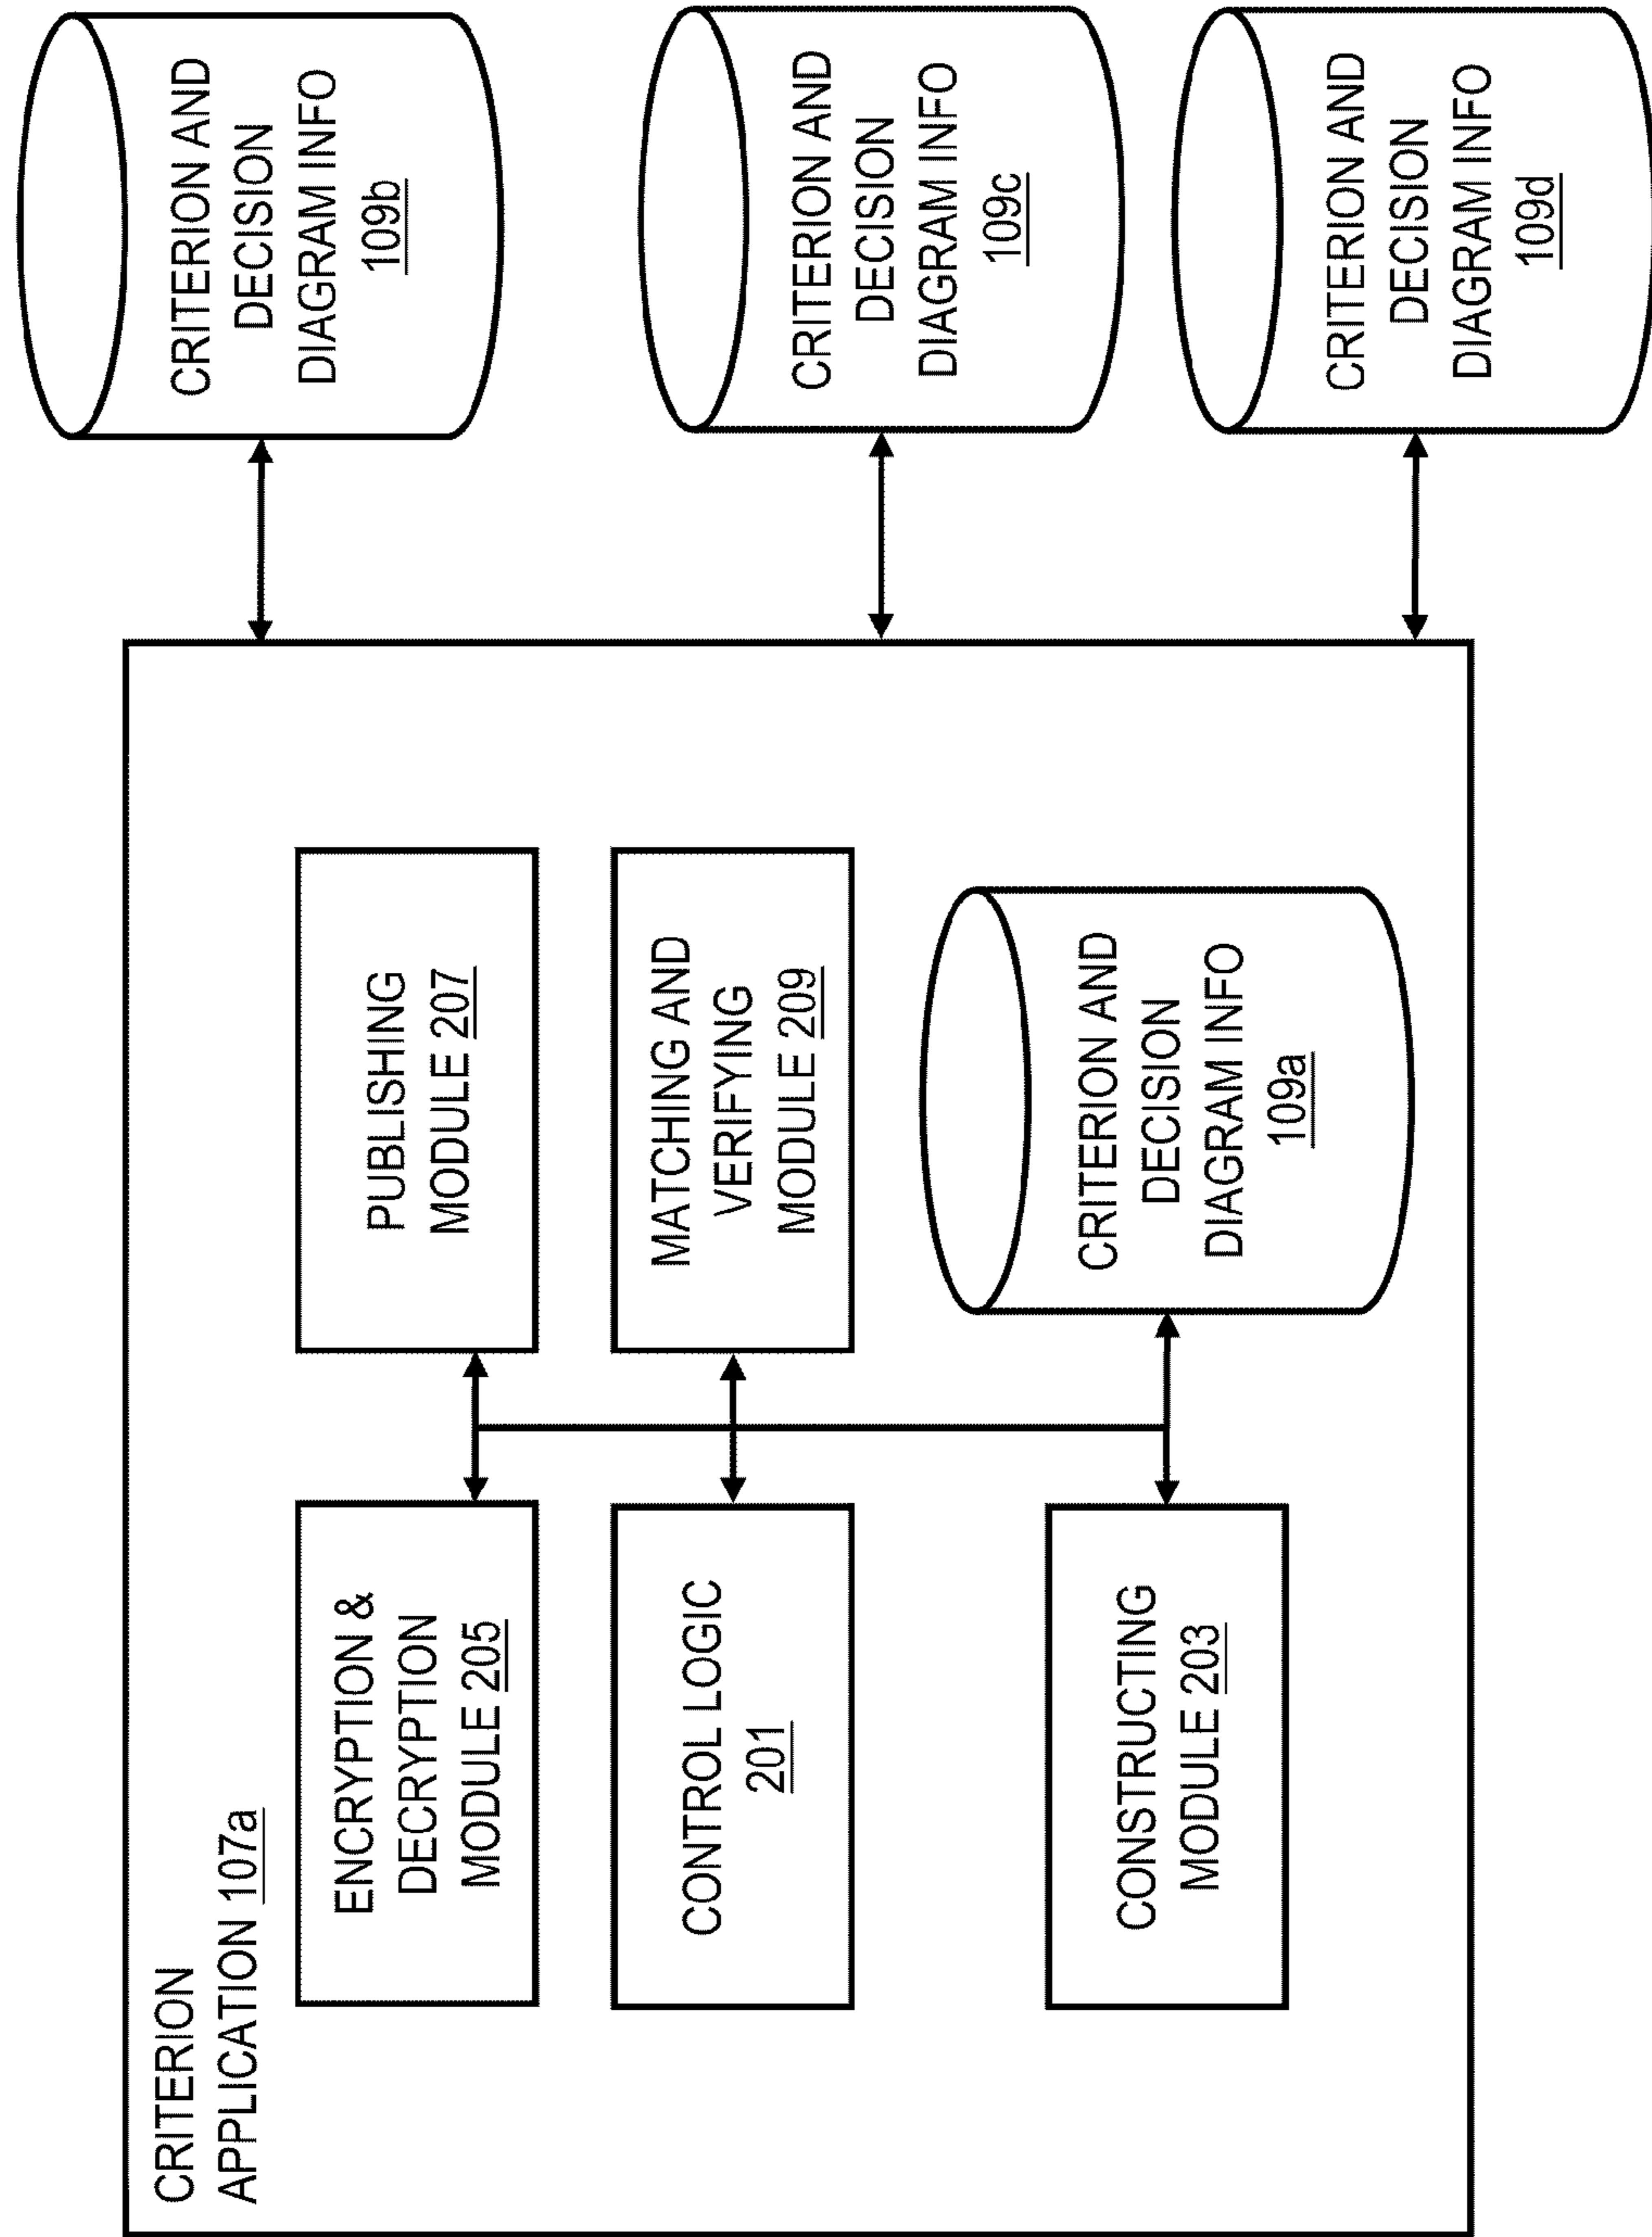 CRITERION
APPLICATION 107a
ENCRYPTION &
DECRYPTION
MODULE 205
PUBLISHING
MODULE 207
CONTROL LOGIC
201
MATCHING AND
VERIFYING
MODULE 209
CONSTRUCTING
MODULE 203
CRITERION AND
DECISION
DIAGRAM INFO
109a
CRITERION AND
DECISION
DIAGRAM INFO
109b
CRITERION AND
DECISION
DIAGRAM INFO
109c
CRITERION AND
DECISION
DIAGRAM INFO
109d